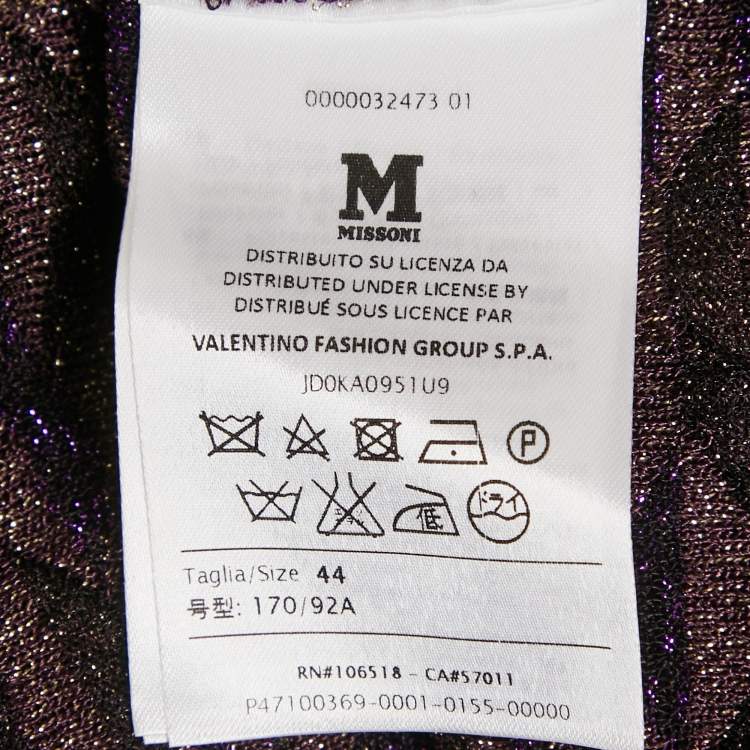 0000032473 01
M
MISSONI
DISTRIBUITO SU LICENZA DA
DISTRIBUTED UNDER LICENSE BY
DISTRIBUÉ SOUS LICENCE PAR
VALENTINO FASHION GROUP S.P.A.
JD0KA0951U9
P
低 ドライ
Taglia/Size 44
号型: 170/92A
RN#106518 - CA#57011
P47100369-0001-0155-00000